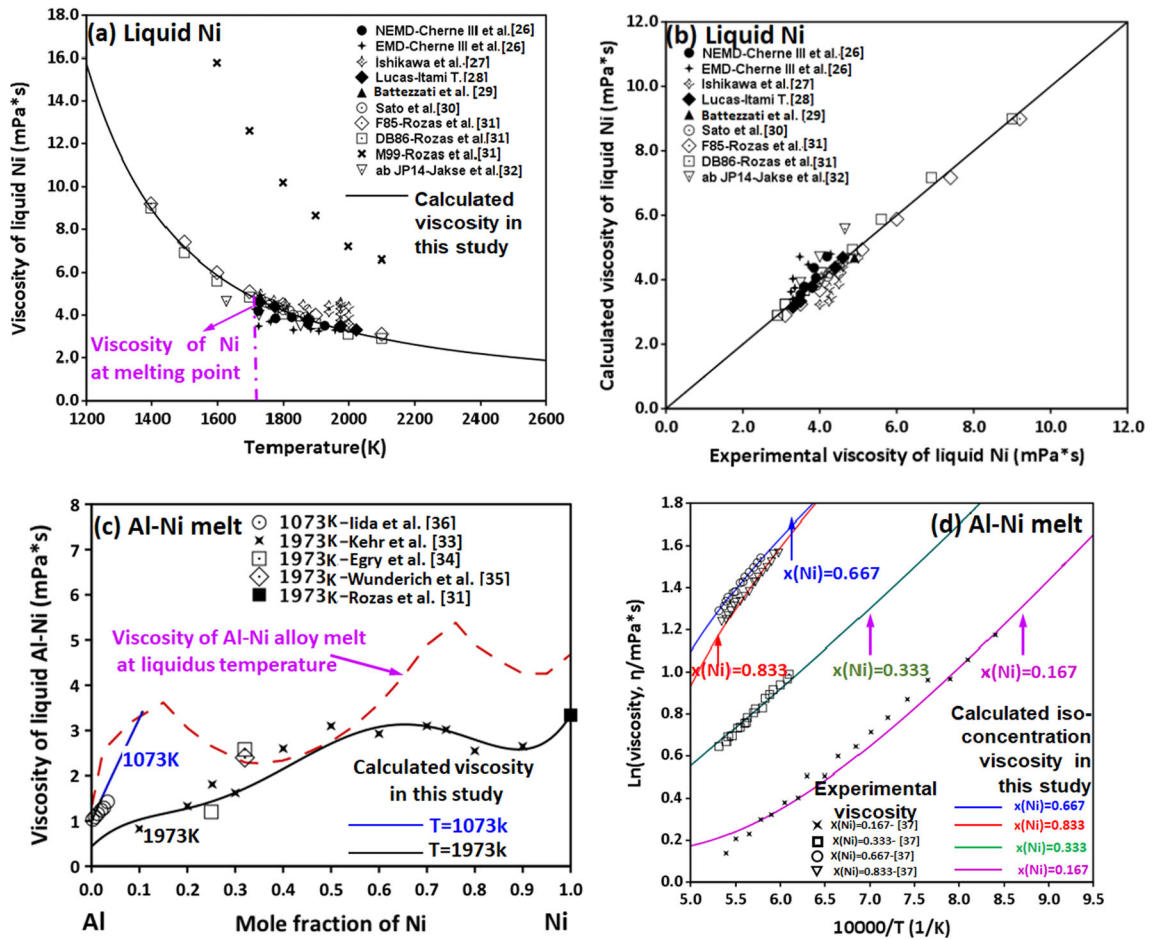 (a) Liquid Ni
NEMD-Cherne III et al.[26]
EMD-Cherne III et al.[26]
Ishikawa et al.[27]
Lucas-Itami T.[28]
Battezzati et al. [29]
Sato et al.[30]
F85-Rozas et al. [31]
DB86-Rozas et al.[31]
M99-Rozas et al.[31]
ab JP14-Jakse et al.[32]
Calculated
viscosity in
this study
Viscosity of Ni
at melting point
Viscosity of liquid Ni (mPa*s)
18.0
16.0
14.0
12.0
10.0
8.0
6.0
4.0
2.0
0.0
1200 1400 1600 1800 2000 2200 2400 2600
Temperature(K)
(b) Liquid Ni
NEMD-Cherne III et al.[26]
EMD-Cherne III et al.[26]
Ishikawa et al.[27]
Lucas-Itami T.[28]
Battezzati et al. [29]
Sato et al.[30]
F85-Rozas et al.[31]
DB86-Rozas et al.[31]
ab JP14-Jakse et al.[32]
Calculated viscosity of liquid Ni (mPa*s)
12.0
10.0
8.0
6.0
4.0
2.0
0.0
0.0 2.0 4.0 6.0 8.0 10.0 12.0
Experimental viscosity of liquid Ni (mPa*s)
(c) Al-Ni melt
1073K-Iida et al. [36]
1973K-Kehr et al. [33]
1973K-Egry et al. [34]
1973K-Wunderich et al. [35]
1973K-Rozas et al. [31]
Viscosity of Al-Ni alloy melt
at liquidus temperature
1073K
1973K
Calculated viscosity
in this study
T=1073k
T=1973k
Viscosity of liquid Al-Ni (mPa*s)
8
7
6
5
4
3
2
1
0
0.0 0.1 0.2 0.3 0.4 0.5 0.6 0.7 0.8 0.9 1.0
Al Mole fraction of Ni Ni
(d) Al-Ni melt
x(Ni)=0.667
x(Ni)=0.833
x(Ni)=0.333
x(Ni)=0.167
Experimental
viscosity
X(Ni)=0.167- [37]
X(Ni)=0.333- [37]
X(Ni)=0.667-[37]
X(Ni)=0.833-[37]
Calculated iso-
concentration
viscosity in
this study
x(Ni)=0.667
x(Ni)=0.833
x(Ni)=0.333
x(Ni)=0.167
Ln(viscosity, η/mPa*s)
1.8
1.6
1.4
1.2
1.0
0.8
0.6
0.4
0.2
0.0
5.0 5.5 6.0 6.5 7.0 7.5 8.0 8.5 9.0 9.5
10000/T (1/K)